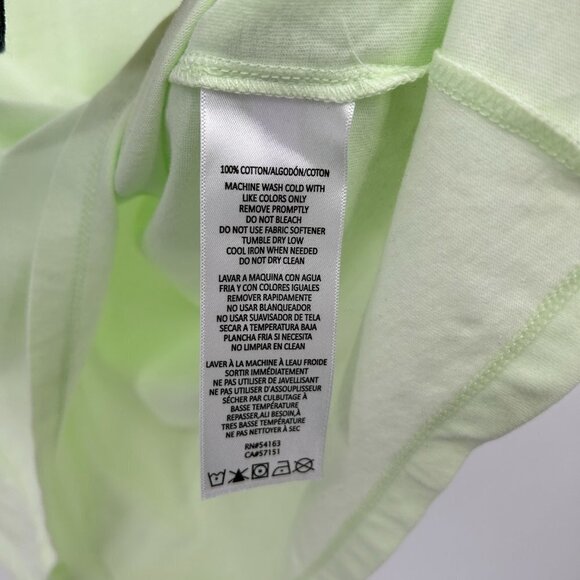 100% COTTON/ALGODÓN/COTON
MACHINE WASH COLD WITH
LIKE COLORS ONLY
REMOVE PROMPTLY
DO NOT BLEACH
DO NOT USE FABRIC SOFTENER
TUMBLE DRY LOW
COOL IRON WHEN NEEDED
DO NOT DRY CLEAN
LAVAR A MAQUINA CON AGUA
FRIA Y CON COLORES IGUALES
REMOVER RAPIDAMENTE
NO USAR BLANQUEADOR
NO USAR SUAVISADOR DE TELA
SECAR A TEMPERATURA BAJA
PLANCHA FRIA SI NECESITA
NO LIMPIAR EN CLEAN
LAVER À LA MACHINE À LEAU FROIDE
SORTIR IMMÉDIATEMENT
NE PAS UTILISER DE JAVELLISANT
NE PAS UTILISER D'ASSOUPLISSEUR
SÉCHER PAR CULBUTAGE À
BASSE TEMPÉRATURE
REPASSER,ALI BESOIN,À
TRES BASSE TEMPÉRATURE
NE PAS NETTOYER À SEC
RN#54163
CA#57151